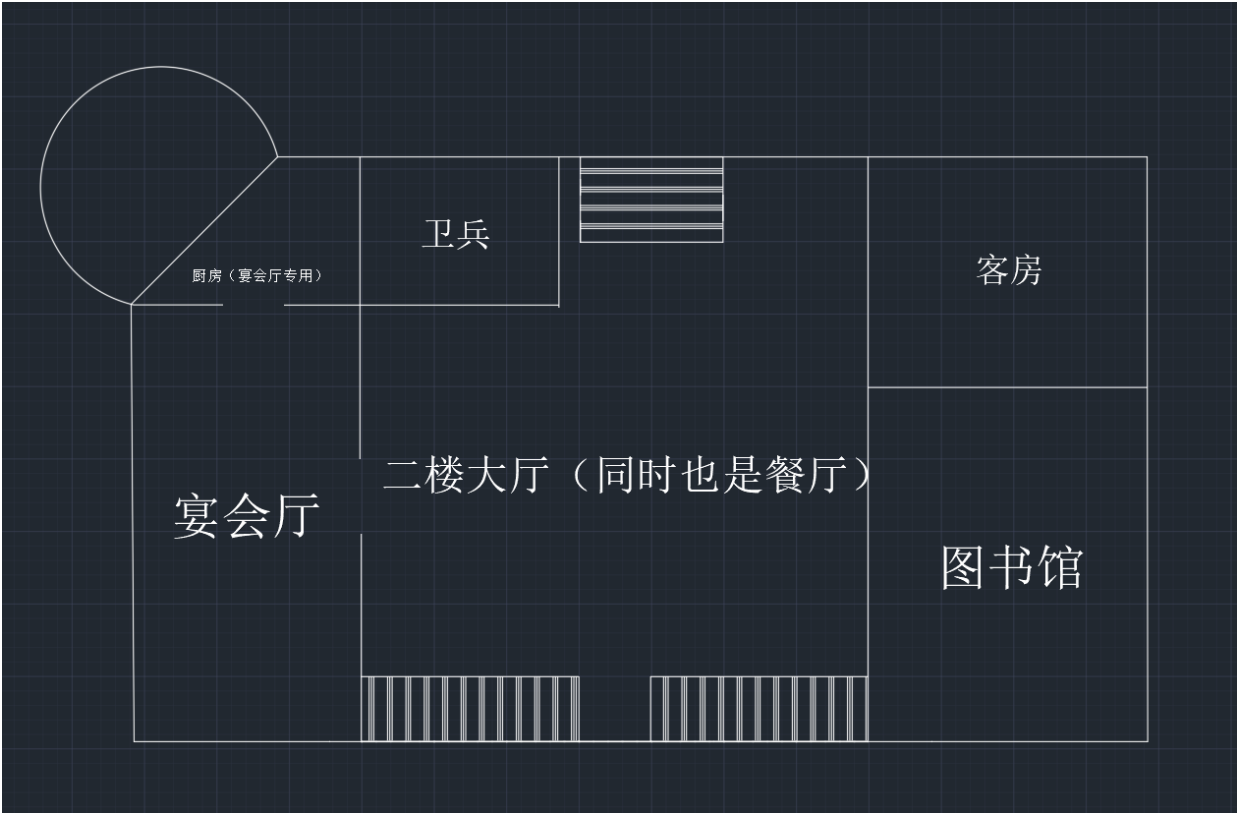 卫兵
厨房（宴会厅专用）
客房
二楼大厅（同时也是餐厅）
宴会厅
图书馆